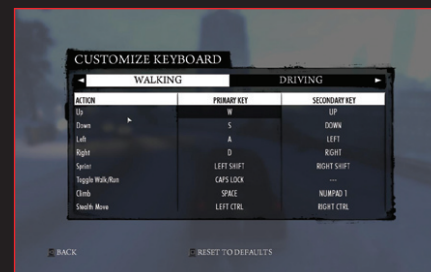 CUSTOMIZE KEYBOARD
WALKING DRIVING
ACTION PRIMARY KEY SECONDARY KEY
Up W UP
Down S DOWN
Left A LEFT
Right D RIGHT
Sprint LEFT SHIFT RIGHT SHIFT
Toggle Walk/Run CAPS LOCK ---
Climb SPACE NUMPAD 1
Stealth Move LEFT CTRL RIGHT CTRL
BACK RESET TO DEFAULTS